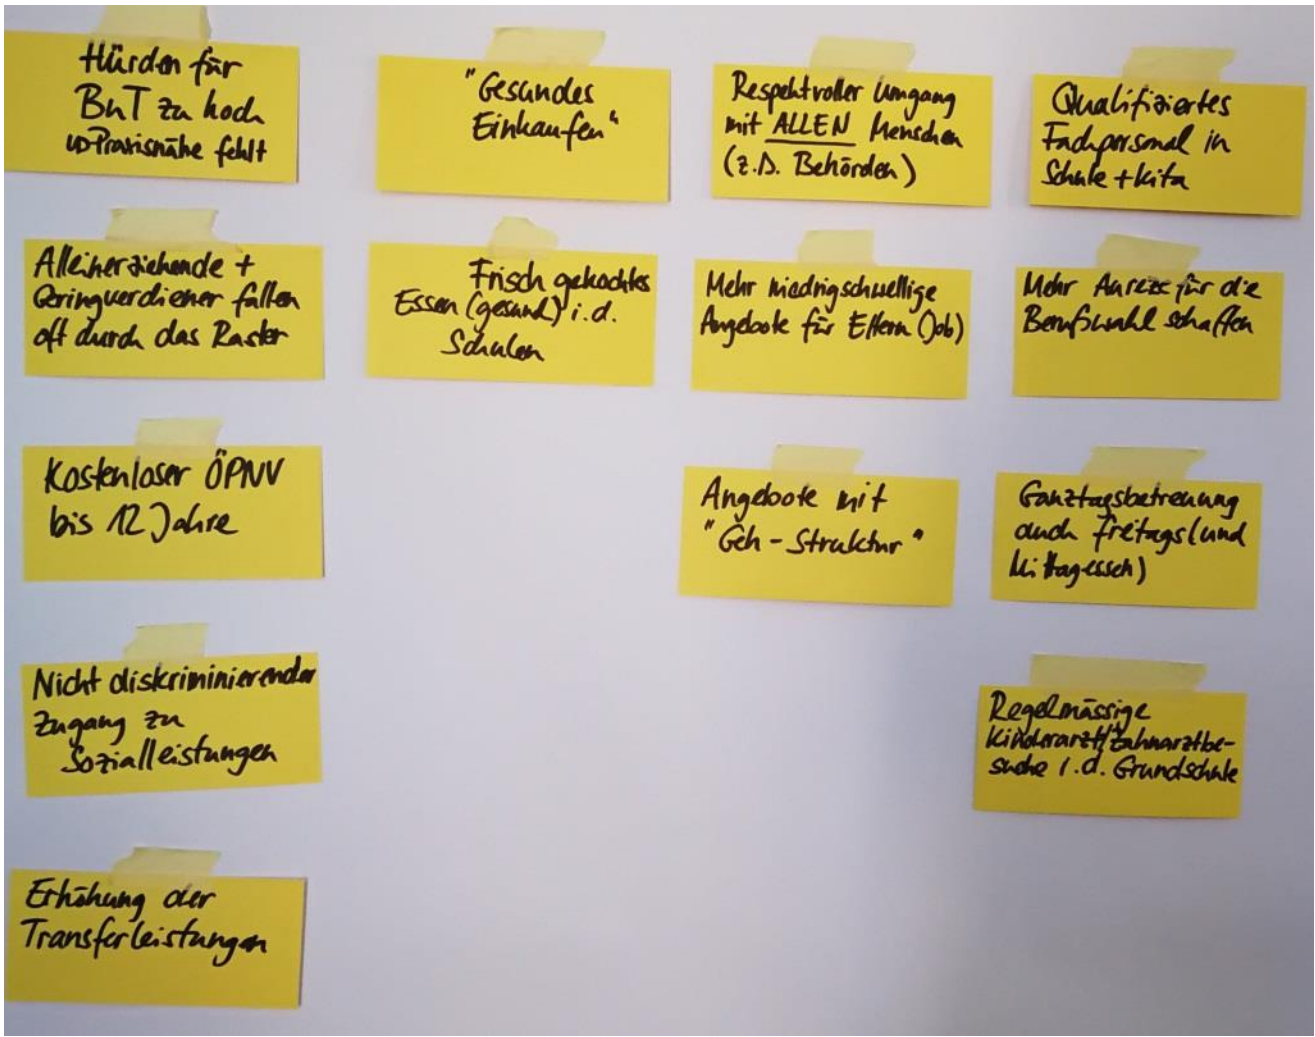 Hürden für
BuT zu hoch
↳ Praxisnähe fehlt
Alleinerziehende +
Geringverdiener fallen
oft durch das Raster
Kostenloser ÖPNV
bis 12 Jahre
Nicht diskriminierender
Zugang zu
Sozialleistungen
Erhöhung der
Transferleistungen
"Gesundes
Einkaufen"
Frisch gekochtes
Essen (gesund) i.d.
Schulen
Respektvoller Umgang
mit ALLEN Menschen
(z.B. Behörden)
Mehr niedrigschwellige
Angebote für Eltern (Job)
Angebote mit
"Geh-Struktur"
Qualifiziertes
Fachpersonal in
Schule + Kita
Mehr Anreize für die
Berufswahl schaffen
Ganztagsbetreuung
auch freitags (und
Mittagessen)
Regelmässige
Kinderarzt/Zahnarztbe-
suche i.d. Grundschule